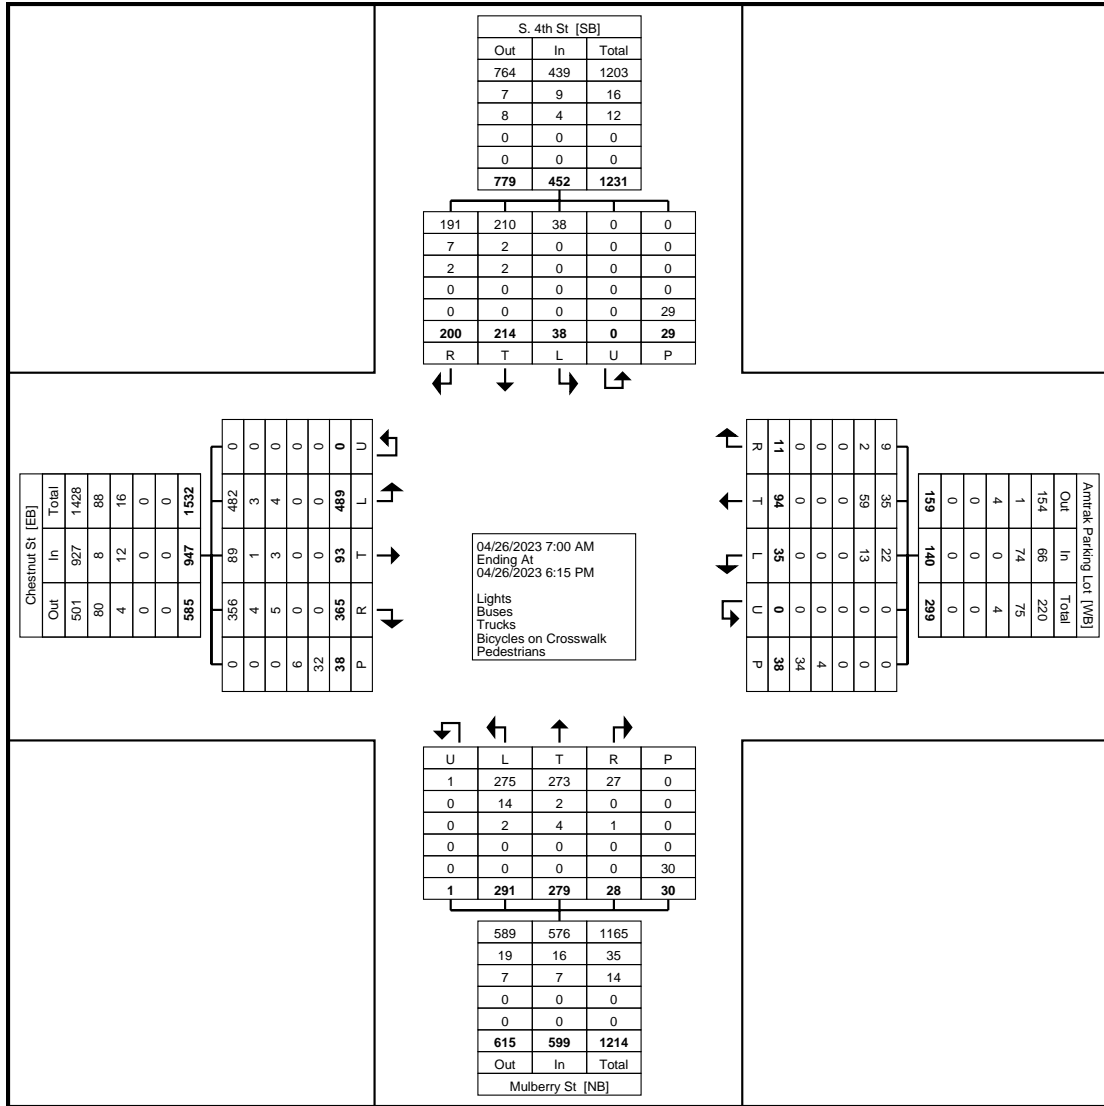 S. 4th St [SB]
Out In Total
764 439 1203
7 9 16
8 4 12
0 0 0
0 0 0
779 452 1231
191 210 38 0 0
7 2 0 0 0
2 2 0 0 0
0 0 0 0 0
0 0 0 0 29
200 214 38 0 29
R T L U P
Chestnut St [EB]
Total In Out
1428 927 501
88 8 80
16 12 4
0 0 0
0 0 0
1532 947 585
0 482 89 356 0
0 3 1 4 0
0 4 3 5 0
0 0 0 0 6
0 0 0 0 32
0 489 93 365 38
U L T R P
04/26/2023 7:00 AM
Ending At
04/26/2023 6:15 PM
Lights
Buses
Trucks
Bicycles on Crosswalk
Pedestrians
Amtrak Parking Lot [WB]
Out In Total
154 66 220
1 74 75
4 0 4
0 0 0
0 0 0
159 140 299
9 35 22 0 0
2 59 13 0 0
0 0 0 0 0
0 0 0 0 4
0 0 0 0 34
11 94 35 0 38
R T L U P
U L T R P
1 275 273 27 0
0 14 2 0 0
0 2 4 1 0
0 0 0 0 0
0 0 0 0 30
1 291 279 28 30
589 576 1165
19 16 35
7 7 14
0 0 0
0 0 0
615 599 1214
Out In Total
Mulberry St [NB]